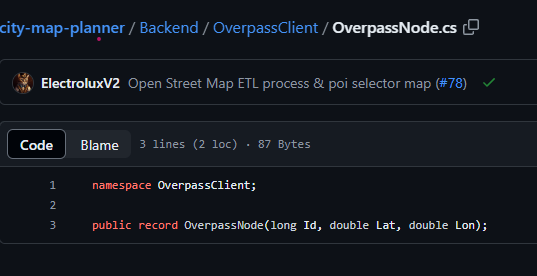 city-map-planner / Backend / OverpassClient / OverpassNode.cs
ElectroluxV2 Open Street Map ETL process & poi selector map (#78)
Code Blame 3 lines (2 loc) · 87 Bytes
1 namespace OverpassClient;
2
3 public record OverpassNode(long Id, double Lat, double Lon);